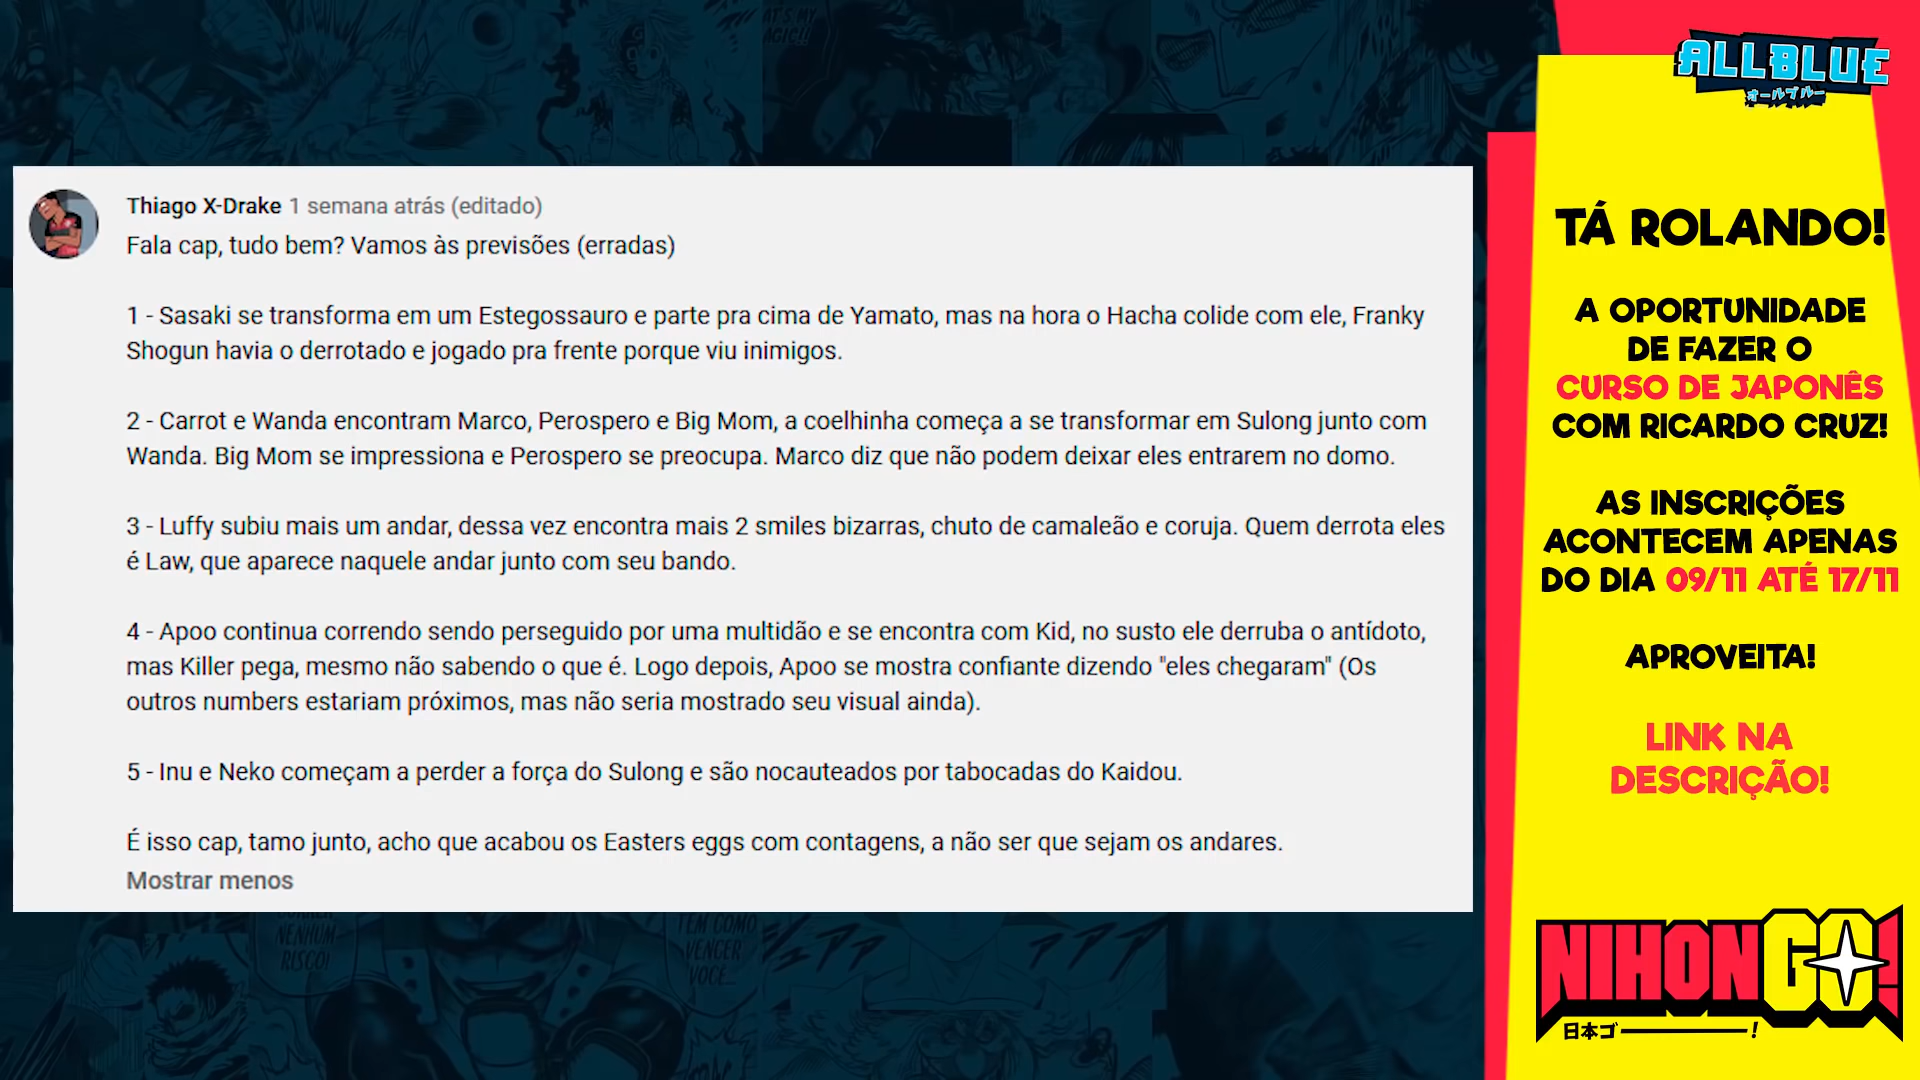 AT'S MY
AGIC!!
Thiago X-Drake 1 semana atrás (editado)
Fala cap, tudo bem? Vamos às previsões (erradas)
1 - Sasaki se transforma em um Estegossauro e parte pra cima de Yamato, mas na hora o Hacha colide com ele, Franky
Shogun havia o derrotado e jogado pra frente porque viu inimigos.
2 - Carrot e Wanda encontram Marco, Perospero e Big Mom, a coelhinha começa a se transformar em Sulong junto com
Wanda. Big Mom se impressiona e Perospero se preocupa. Marco diz que não podem deixar eles entrarem no domo.
3 - Luffy subiu mais um andar, dessa vez encontra mais 2 smiles bizarras, chuto de camaleão e coruja. Quem derrota eles
é Law, que aparece naquele andar junto com seu bando.
4 - Apoo continua correndo sendo perseguido por uma multidão e se encontra com Kid, no susto ele derruba o antídoto,
mas Killer pega, mesmo não sabendo o que é. Logo depois, Apoo se mostra confiante dizendo "eles chegaram" (Os
outros numbers estariam próximos, mas não seria mostrado seu visual ainda).
5 - Inu e Neko começam a perder a força do Sulong e são nocauteados por tabocadas do Kaidou.
É isso cap, tamo junto, acho que acabou os Easters eggs com contagens, a não ser que sejam os andares.
Mostrar menos
NENHUM
RISCO!
TEM COMO
VENCER
VOCÊ...
ALLBLUE
オールブルー
TÁ ROLANDO!
A OPORTUNIDADE
DE FAZER O
CURSO DE JAPONÊS
COM RICARDO CRUZ!
AS INSCRIÇÕES
ACONTECEM APENAS
DO DIA 09/11 ATÉ 17/11
APROVEITA!
LINK NA
DESCRIÇÃO!
NIHONGO!
日本ゴー!